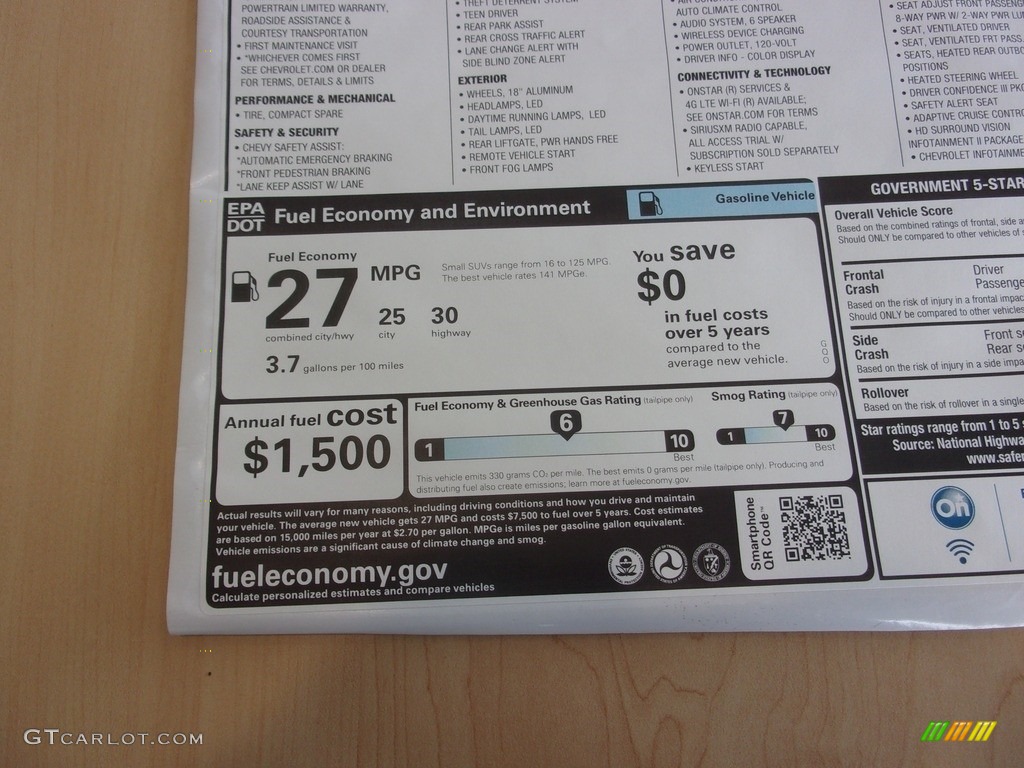 POWERTRAIN LIMITED WARRANTY,
ROADSIDE ASSISTANCE &
COURTESY TRANSPORTATION
• FIRST MAINTENANCE VISIT
• *WHICHEVER COMES FIRST
SEE CHEVROLET.COM OR DEALER
FOR TERMS, DETAILS & LIMITS
PERFORMANCE & MECHANICAL
• TIRE, COMPACT SPARE
SAFETY & SECURITY
• CHEVY SAFETY ASSIST:
*AUTOMATIC EMERGENCY BRAKING
*FRONT PEDESTRIAN BRAKING
*LANE KEEP ASSIST W/ LANE
• THEFT DETERRENT SYSTEM
• TEEN DRIVER
• REAR PARK ASSIST
• REAR CROSS TRAFFIC ALERT
• LANE CHANGE ALERT WITH
SIDE BLIND ZONE ALERT
EXTERIOR
• WHEELS, 18" ALUMINUM
• HEADLAMPS, LED
• DAYTIME RUNNING LAMPS, LED
• TAIL LAMPS, LED
• REAR LIFTGATE, PWR HANDS FREE
• REMOTE VEHICLE START
• FRONT FOG LAMPS
AUTO CLIMATE CONTROL
• AUDIO SYSTEM, 6 SPEAKER
• WIRELESS DEVICE CHARGING
• POWER OUTLET, 120-VOLT
• DRIVER INFO - COLOR DISPLAY
CONNECTIVITY & TECHNOLOGY
• ONSTAR (R) SERVICES &
4G LTE WI-FI (R) AVAILABLE;
SEE ONSTAR.COM FOR TERMS
• SIRIUSXM RADIO CAPABLE,
ALL ACCESS TRIAL W/
SUBSCRIPTION SOLD SEPARATELY
• KEYLESS START
• SEAT ADJUST FRONT
8-WAY PWR W/ 2-WAY PWR
• SEAT, VENTILATED DRIVER
• SEAT, VENTILATED FRT PASS
• SEATS, HEATED REAR
POSITIONS
• HEATED STEERING WHEEL
• DRIVER CONFIDENCE III
• SAFETY ALERT SEAT
• ADAPTIVE CRUISE
• HD SURROUND VISION
INFOTAINMENT II
• CHEVROLET
EPA
DOT
Fuel Economy and Environment
Gasoline Vehicle
Fuel Economy
27 MPG
combined city/hwy
25
city
30
highway
3.7 gallons per 100 miles
Small SUVs range from 16 to 125 MPG.
The best vehicle rates 141 MPGe.
You save
$0
in fuel costs
over 5 years
compared to the
average new vehicle.
Annual fuel cost
$1,500
Fuel Economy & Greenhouse Gas Rating (tailpipe only)
6
1 10
Best
Smog Rating (tailpipe only)
7
1 10
Best
This vehicle emits 330 grams CO₂ per mile. The best emits 0 grams per mile (tailpipe only). Producing and
distributing fuel also create emissions; learn more at fueleconomy.gov.
Actual results will vary for many reasons, including driving conditions and how you drive and maintain
your vehicle. The average new vehicle gets 27 MPG and costs $7,500 to fuel over 5 years. Cost estimates
are based on 15,000 miles per year at $2.70 per gallon. MPGe is miles per gasoline gallon equivalent.
Vehicle emissions are a significant cause of climate change and smog.
fueleconomy.gov
Calculate personalized estimates and compare vehicles
Smartphone
QR Code™
GOVERNMENT 5-STAR
Overall Vehicle Score
Based on the combined ratings of frontal, side
Should ONLY be compared to other vehicles of
Frontal
Crash
Driver
Based on the risk of injury in a frontal
Should ONLY be compared to other vehicles
Side
Crash
Front
Rear
Based on the risk of injury in a side
Rollover
Based on the risk of rollover in a
Star ratings range from 1 to 5
Source: National
On
GTCARLOT.COM